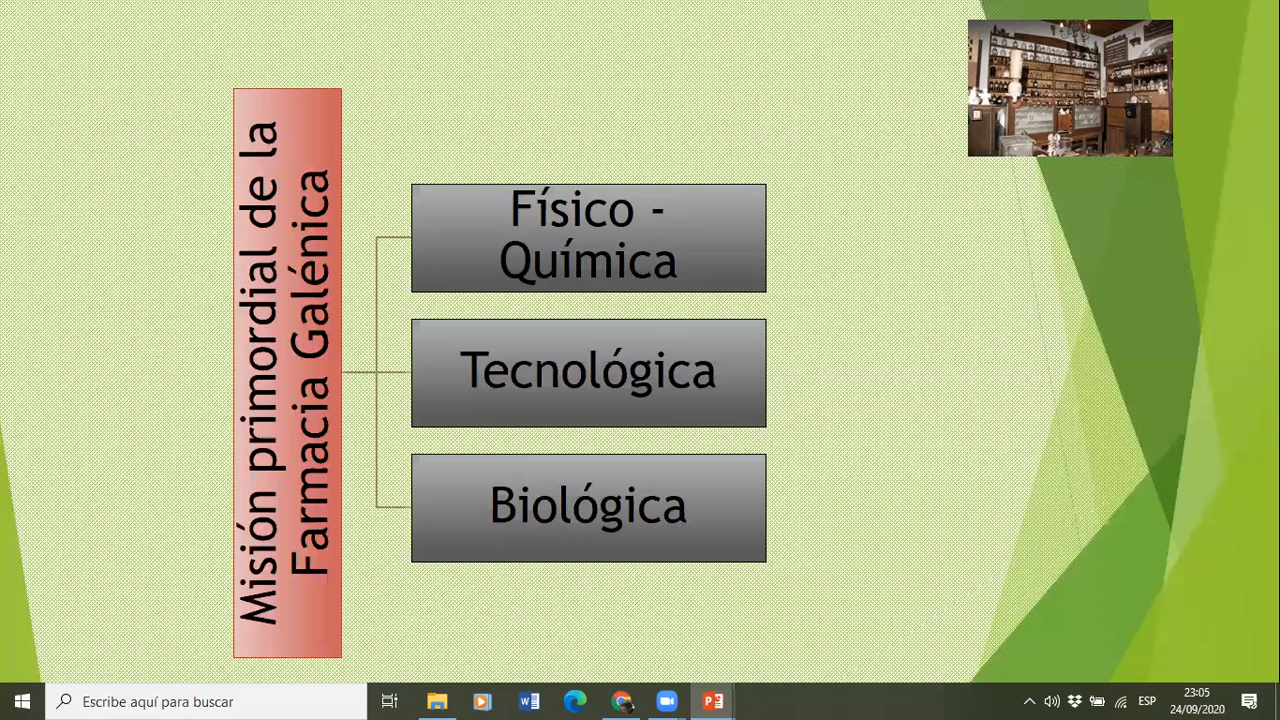 Misión primordial de la
Farmacia Galénica
Físico -
Química
Tecnológica
Biológica
Escribe aquí para buscar
ESP
23:05
24/09/2020